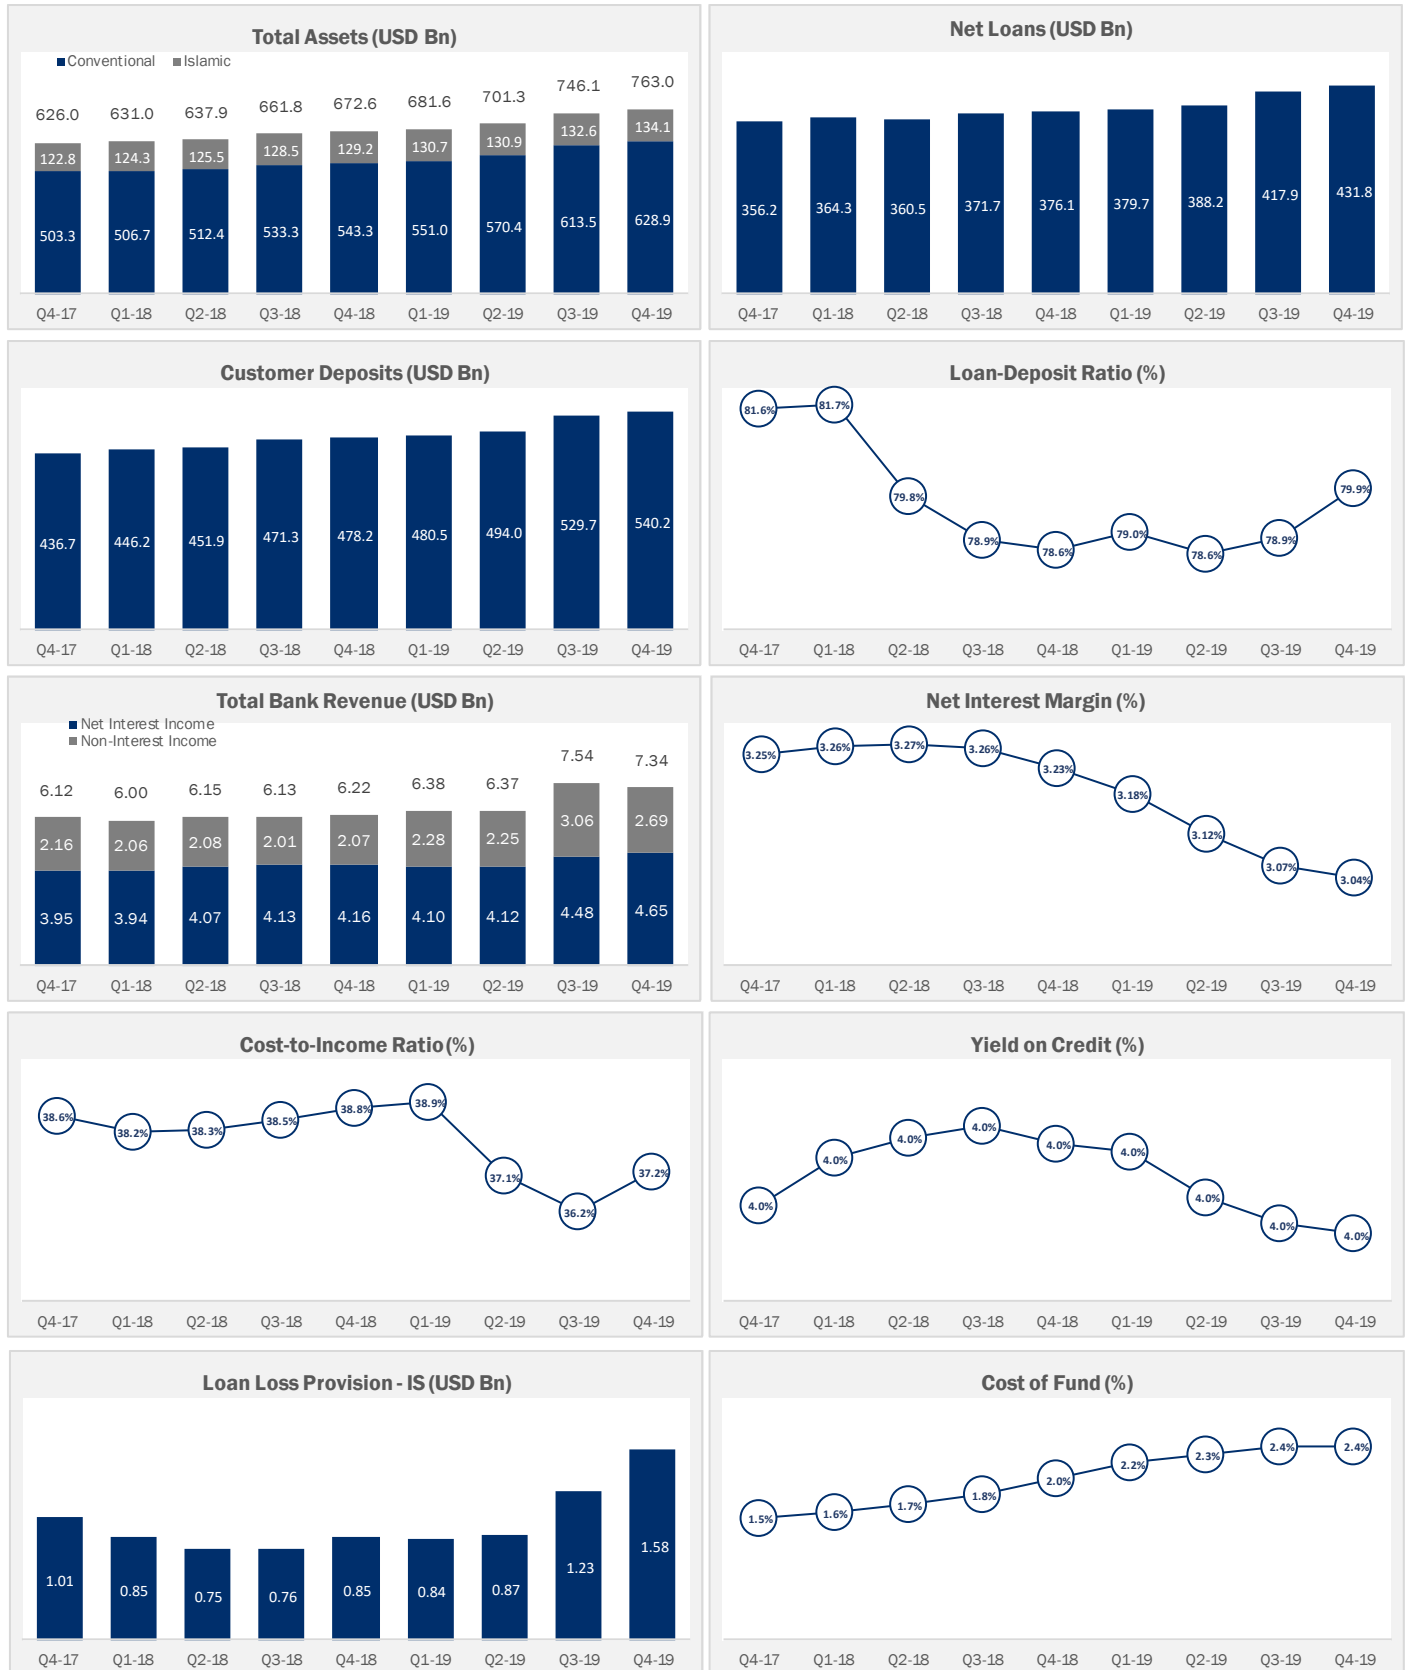 Total Assets (USD Bn)
Conventional Islamic
626.0 631.0 637.9 661.8 672.6 681.6 701.3 746.1 763.0
122.8 124.3 125.5 128.5 129.2 130.7 130.9 132.6 134.1
503.3 506.7 512.4 533.3 543.3 551.0 570.4 613.5 628.9
Q4-17 Q1-18 Q2-18 Q3-18 Q4-18 Q1-19 Q2-19 Q3-19 Q4-19
Net Loans (USD Bn)
356.2 364.3 360.5 371.7 376.1 379.7 388.2 417.9 431.8
Q4-17 Q1-18 Q2-18 Q3-18 Q4-18 Q1-19 Q2-19 Q3-19 Q4-19
Customer Deposits (USD Bn)
436.7 446.2 451.9 471.3 478.2 480.5 494.0 529.7 540.2
Q4-17 Q1-18 Q2-18 Q3-18 Q4-18 Q1-19 Q2-19 Q3-19 Q4-19
Loan-Deposit Ratio (%)
81.6% 81.7% 79.8% 78.9% 78.6% 79.0% 78.6% 78.9% 79.9%
Q4-17 Q1-18 Q2-18 Q3-18 Q4-18 Q1-19 Q2-19 Q3-19 Q4-19
Total Bank Revenue (USD Bn)
Net Interest Income
Non-Interest Income
6.12 6.00 6.15 6.13 6.22 6.38 6.37 7.54 7.34
2.16 2.06 2.08 2.01 2.07 2.28 2.25 3.06 2.69
3.95 3.94 4.07 4.13 4.16 4.10 4.12 4.48 4.65
Q4-17 Q1-18 Q2-18 Q3-18 Q4-18 Q1-19 Q2-19 Q3-19 Q4-19
Net Interest Margin (%)
3.25% 3.26% 3.27% 3.26% 3.23% 3.18% 3.12% 3.07% 3.04%
Q4-17 Q1-18 Q2-18 Q3-18 Q4-18 Q1-19 Q2-19 Q3-19 Q4-19
Cost-to-Income Ratio (%)
38.6% 38.2% 38.3% 38.5% 38.8% 38.9% 37.1% 36.2% 37.2%
Q4-17 Q1-18 Q2-18 Q3-18 Q4-18 Q1-19 Q2-19 Q3-19 Q4-19
Yield on Credit (%)
4.0% 4.0% 4.0% 4.0% 4.0% 4.0% 4.0% 4.0% 4.0%
Q4-17 Q1-18 Q2-18 Q3-18 Q4-18 Q1-19 Q2-19 Q3-19 Q4-19
Loan Loss Provision - IS (USD Bn)
1.01 0.85 0.75 0.76 0.85 0.84 0.87 1.23 1.58
Q4-17 Q1-18 Q2-18 Q3-18 Q4-18 Q1-19 Q2-19 Q3-19 Q4-19
Cost of Fund (%)
1.5% 1.6% 1.7% 1.8% 2.0% 2.2% 2.3% 2.4% 2.4%
Q4-17 Q1-18 Q2-18 Q3-18 Q4-18 Q1-19 Q2-19 Q3-19 Q4-19